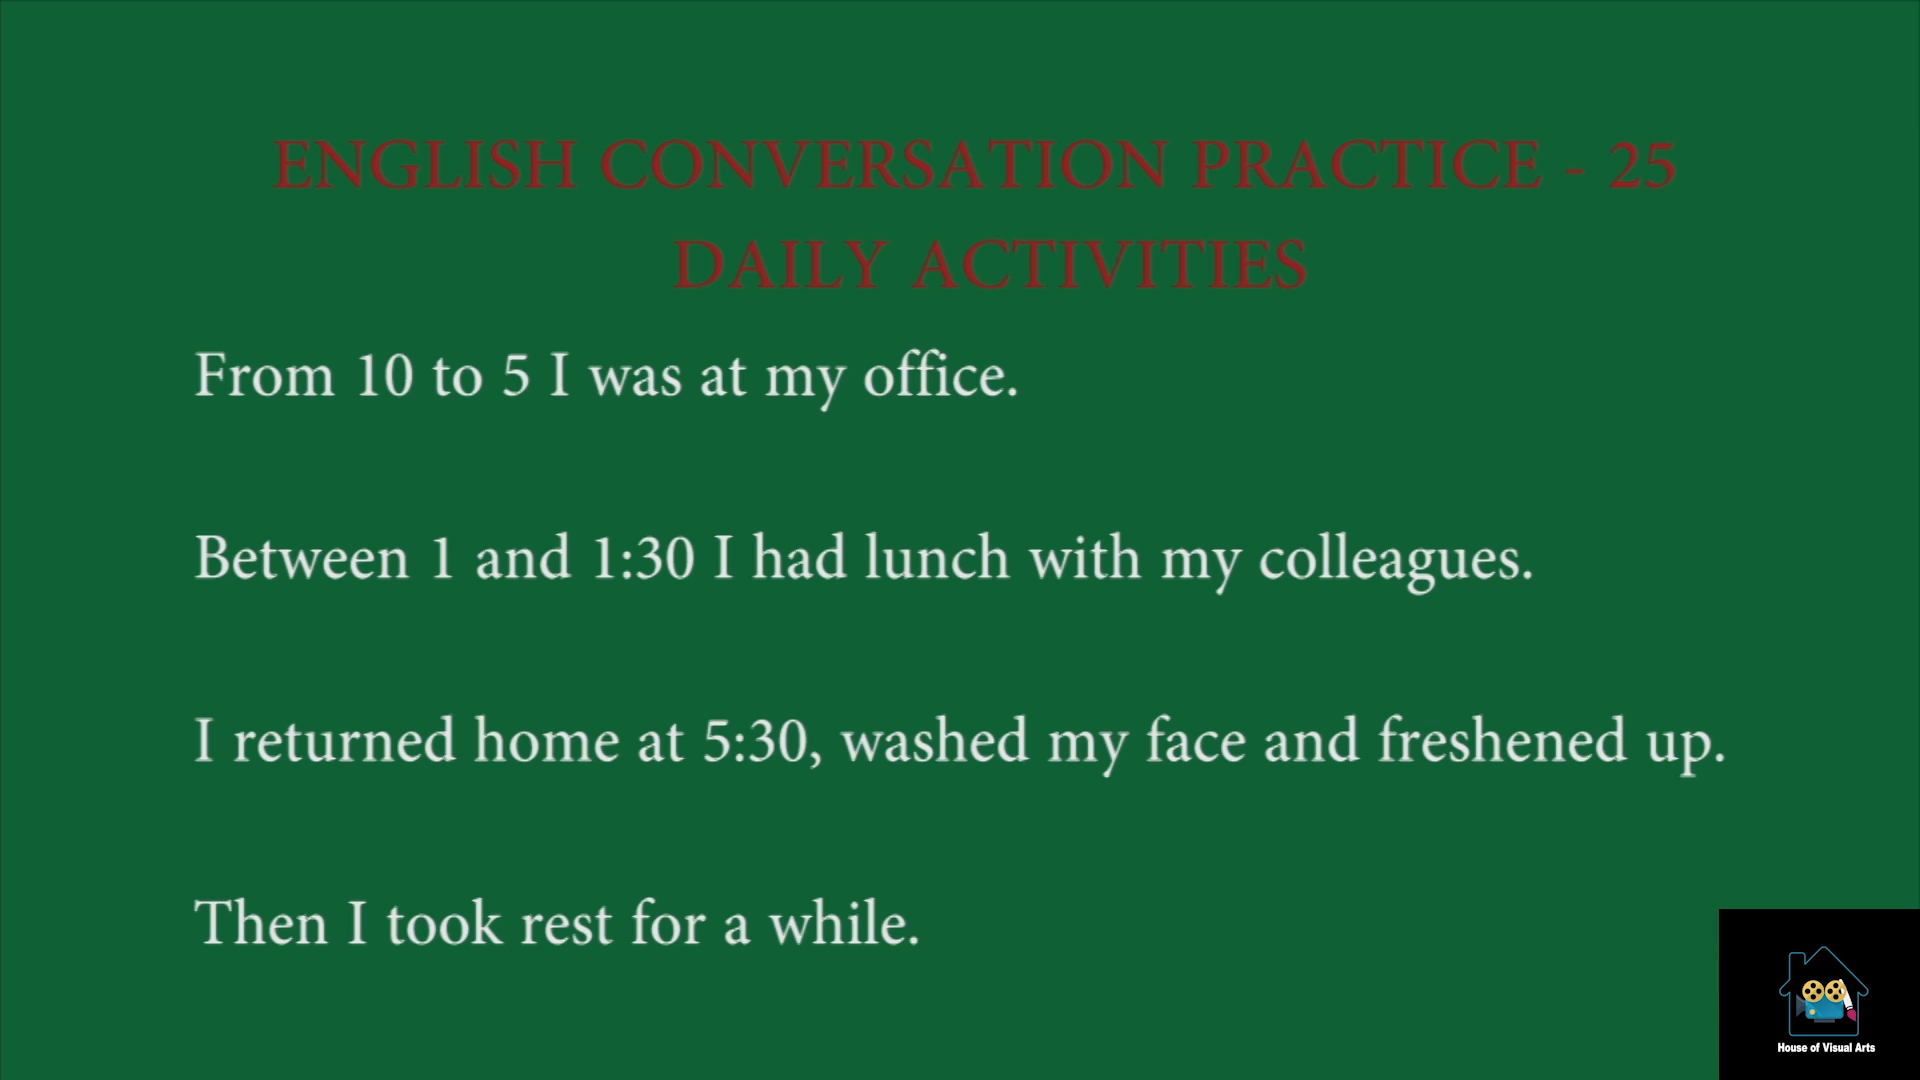 ENGLISH CONVERSATION PRACTICE - 25
DAILY ACTIVITIES
From 10 to 5 I was at my office.
Between 1 and 1:30 I had lunch with my colleagues.
I returned home at 5:30, washed my face and freshened up.
Then I took rest for a while.
House of Visual Arts